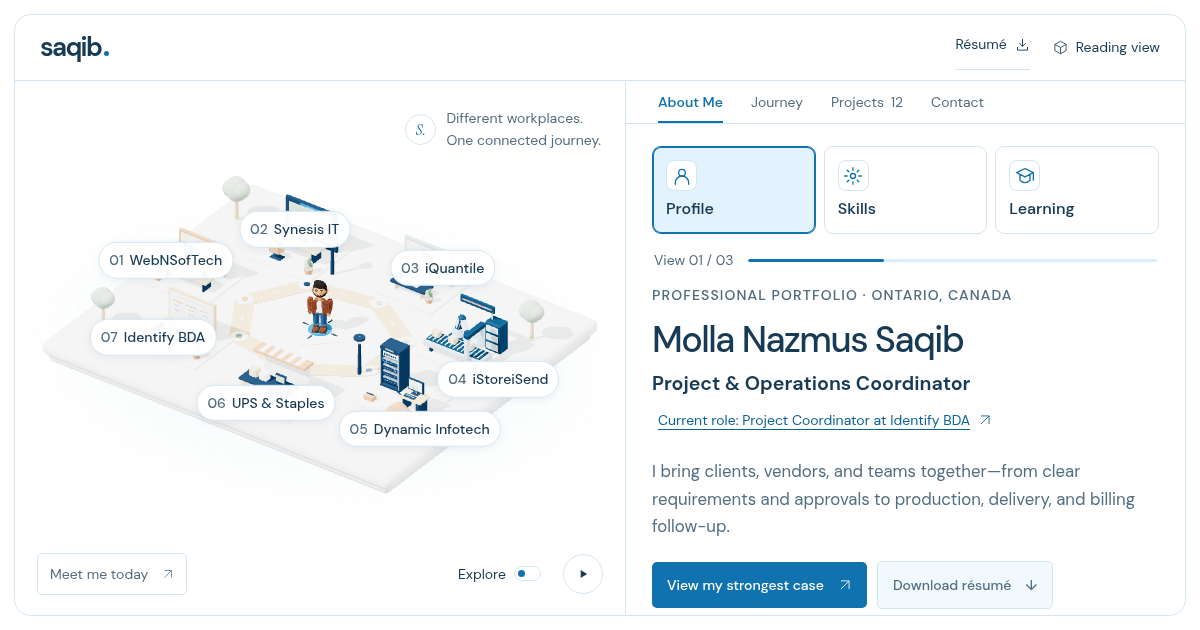 saqib.
Résumé
Reading view
Different workplaces.
One connected journey.
02 Synesis IT
01 WebNSofTech
03 iQuantile
07 Identify BDA
04 iStoreiSend
06 UPS & Staples
05 Dynamic Infotech
Meet me today
Explore
About Me
Journey
Projects 12
Contact
Profile
Skills
Learning
View 01 / 03
PROFESSIONAL PORTFOLIO · ONTARIO, CANADA
Molla Nazmus Saqib
Project & Operations Coordinator
Current role: Project Coordinator at Identify BDA
I bring clients, vendors, and teams together—from clear
requirements and approvals to production, delivery, and billing
follow-up.
View my strongest case
Download résumé
S.